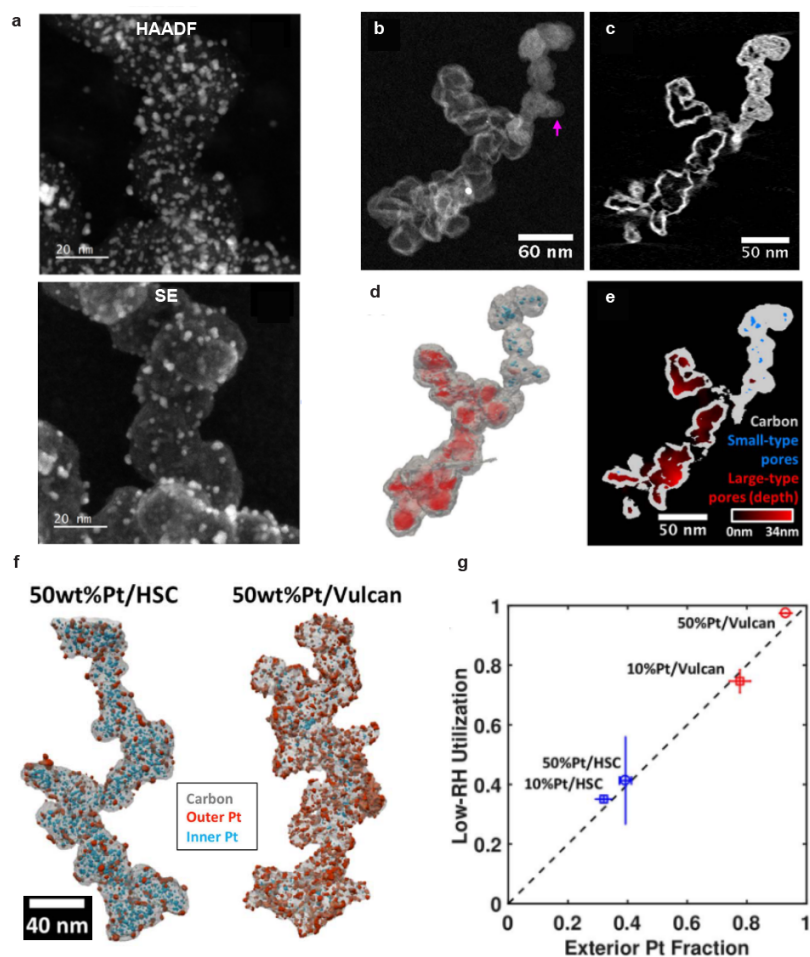 a
HAADF
20 nm
SE
20 nm
b
60 nm
c
50 nm
d
e
Carbon
Small-type
pores
Large-type
pores (depth)
50 nm
0nm 34nm
f
50wt%Pt/HSC 50wt%Pt/Vulcan
Carbon
Outer Pt
Inner Pt
40 nm
g
Low-RH Utilization
1
0.8
0.6
0.4
0.2
0
50%Pt/Vulcan
10%Pt/Vulcan
50%Pt/HSC
10%Pt/HSC
0 0.2 0.4 0.6 0.8 1
Exterior Pt Fraction